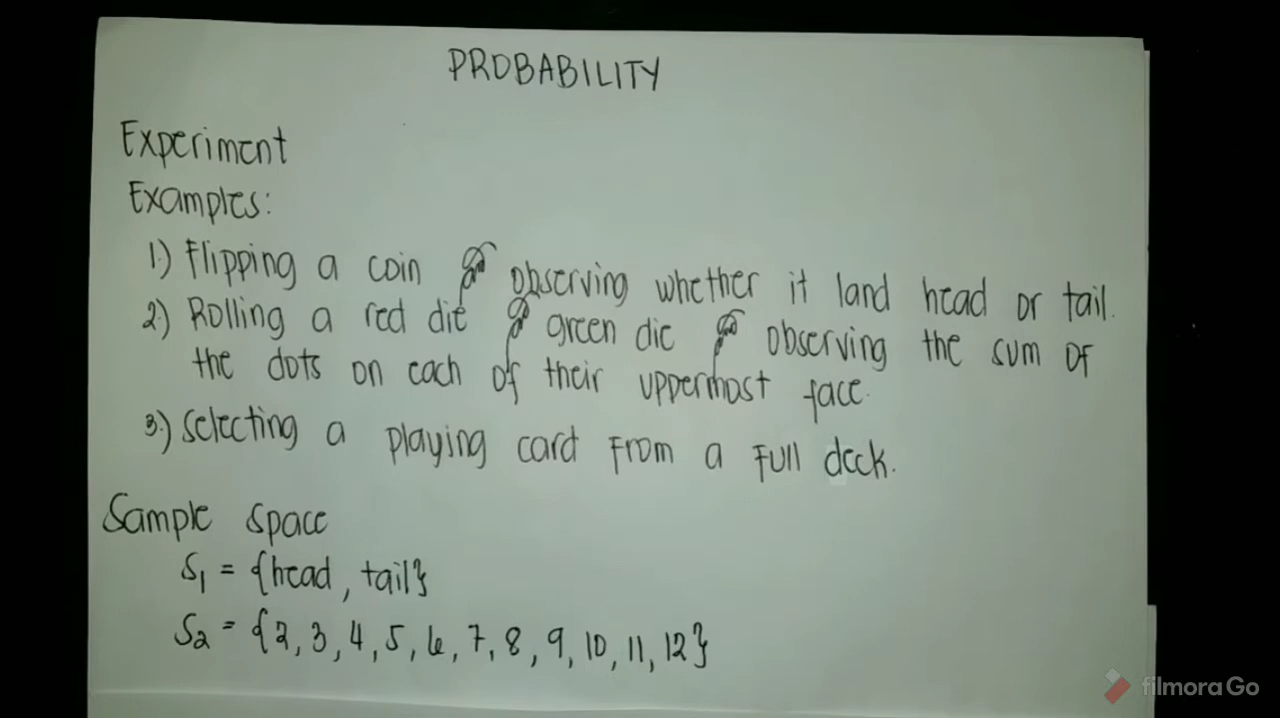 PROBABILITY
Experiment
Examples:
1.) Flipping a coin & observing whether it land head or tail.
2.) Rolling a red die & green die & observing the sum of
the dots on each of their uppermost face.
3.) Selecting a playing card from a full deck.
Sample space
S₁ = {head, tail}
S₂ = {2, 3, 4, 5, 6, 7, 8, 9, 10, 11, 12}
filmoraGo